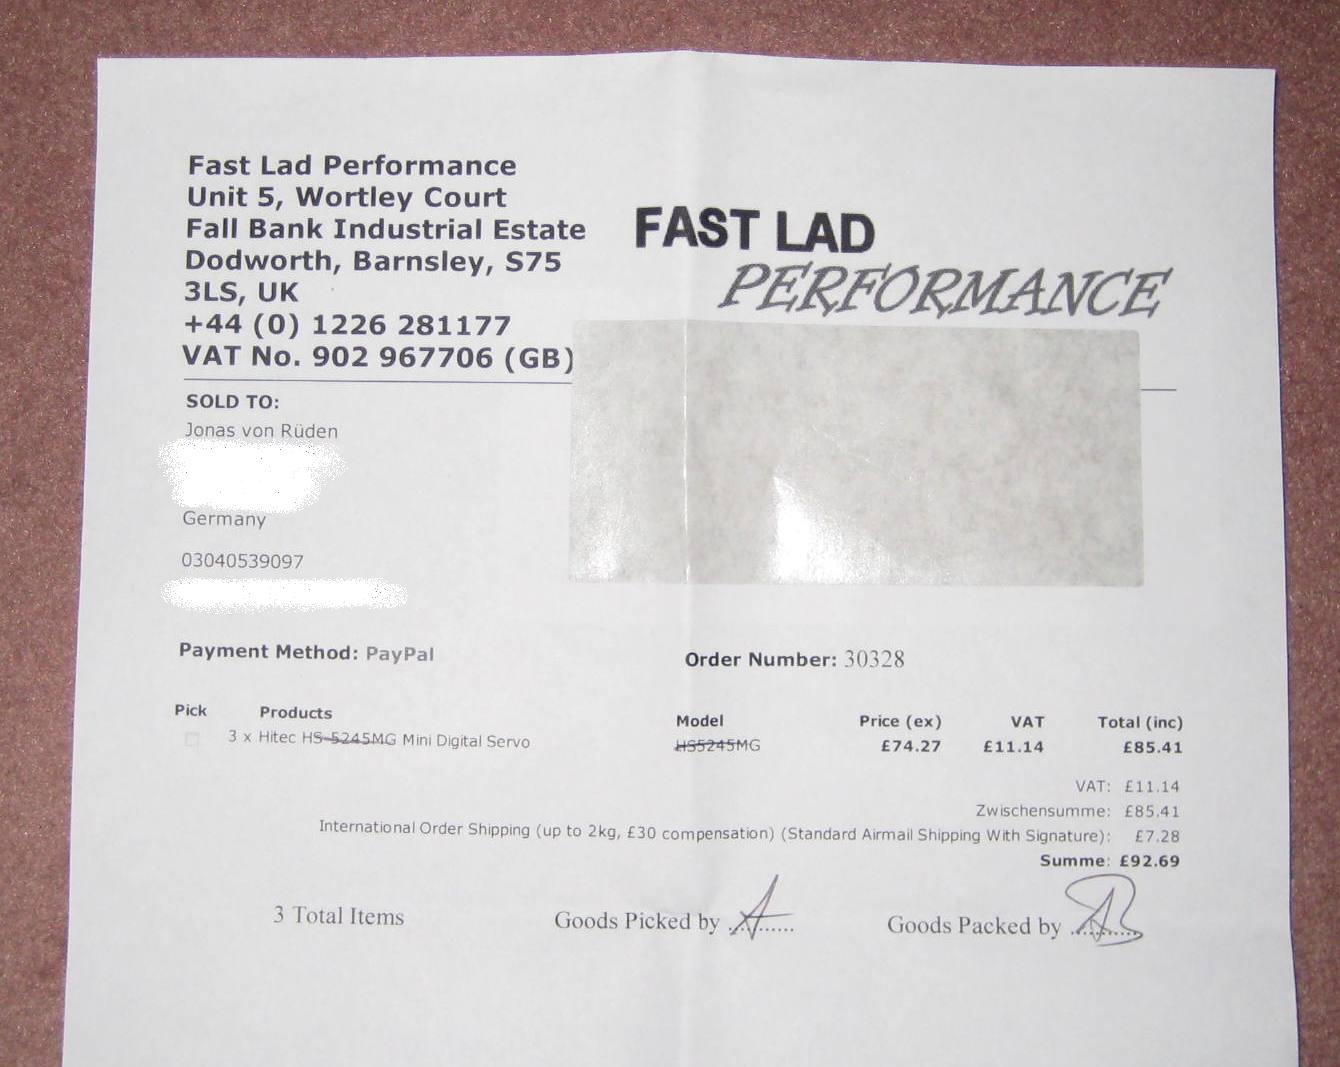 Fast Lad Performance
Unit 5, Wortley Court
Fall Bank Industrial Estate
Dodworth, Barnsley, S75
3LS, UK
+44 (0) 1226 281177
VAT No. 902 967706 (GB)
FAST LAD
PERFORMANCE
SOLD TO:
Jonas von Rüden
Germany
03040539097
Payment Method: PayPal
Order Number: 30328
Pick Products Model Price (ex) VAT Total (inc)
3 x Hitec HS-5245MG Mini Digital Servo HS5245MG £74.27 £11.14 £85.41
VAT: £11.14
Zwischensumme: £85.41
International Order Shipping (up to 2kg, £30 compensation) (Standard Airmail Shipping With Signature): £7.28
Summe: £92.69
3 Total Items Goods Picked by ........... Goods Packed by ............